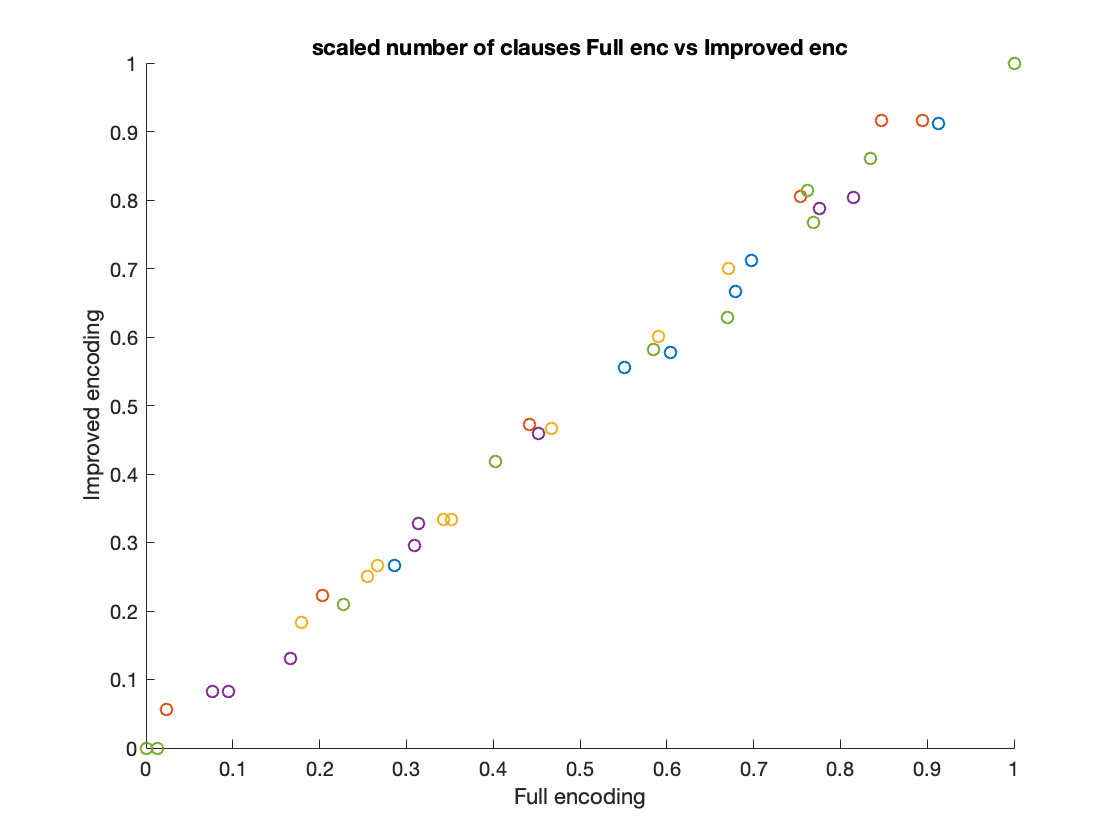 scaled number of clauses Full enc vs Improved enc
1
0.9
0.8
0.7
0.6
0.5
0.4
0.3
0.2
0.1
0
Improved encoding
0 0.1 0.2 0.3 0.4 0.5 0.6 0.7 0.8 0.9 1
Full encoding